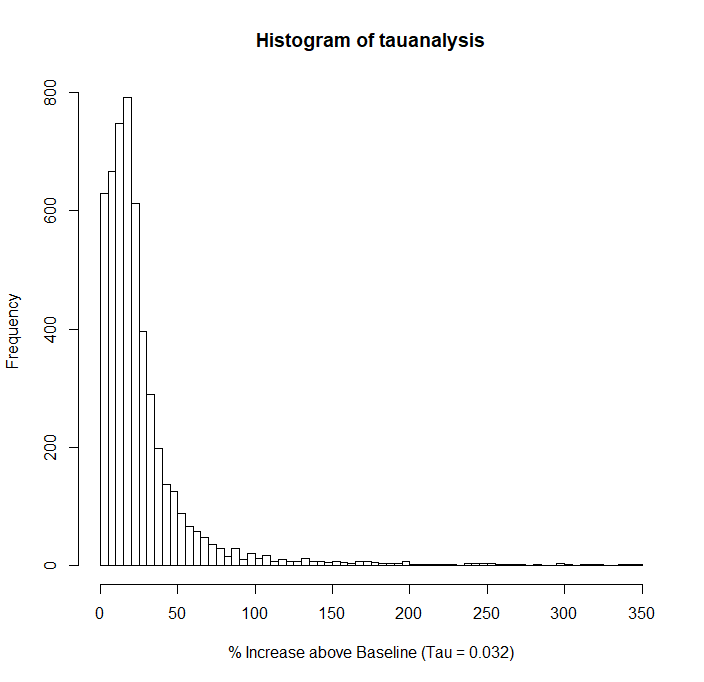 Histogram of tauanalysis
Frequency
800
600
400
200
0
0 50 100 150 200 250 300 350
% Increase above Baseline (Tau = 0.032)